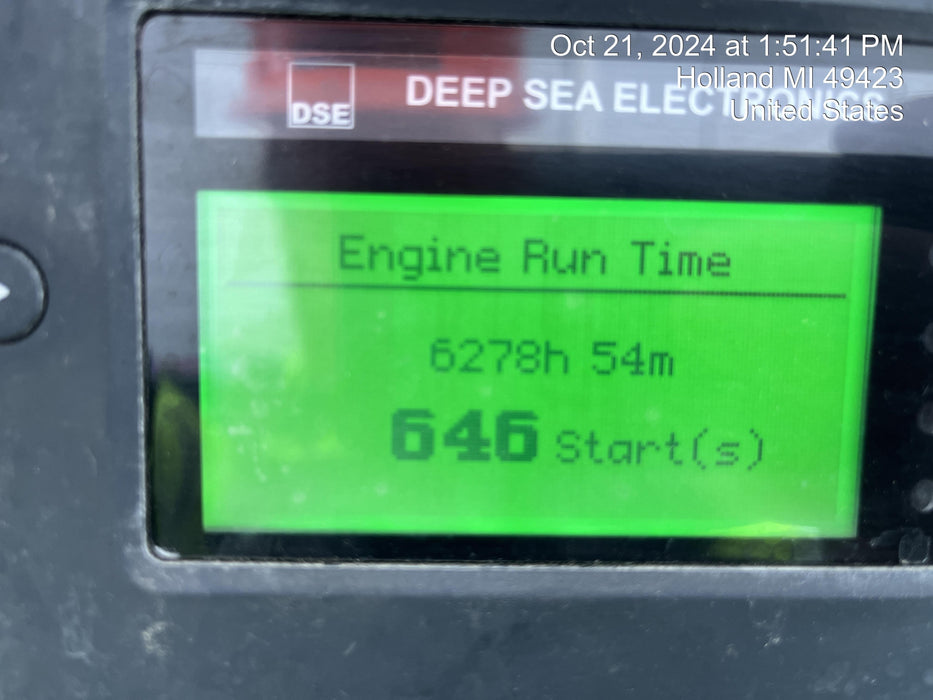 Oct 21, 2024 at 1:51:41 PM
Holland MI 49423
United States
DSE
DEEP SEA ELECTRONICS
Engine Run Time
6278h 54m
646 Start(s)